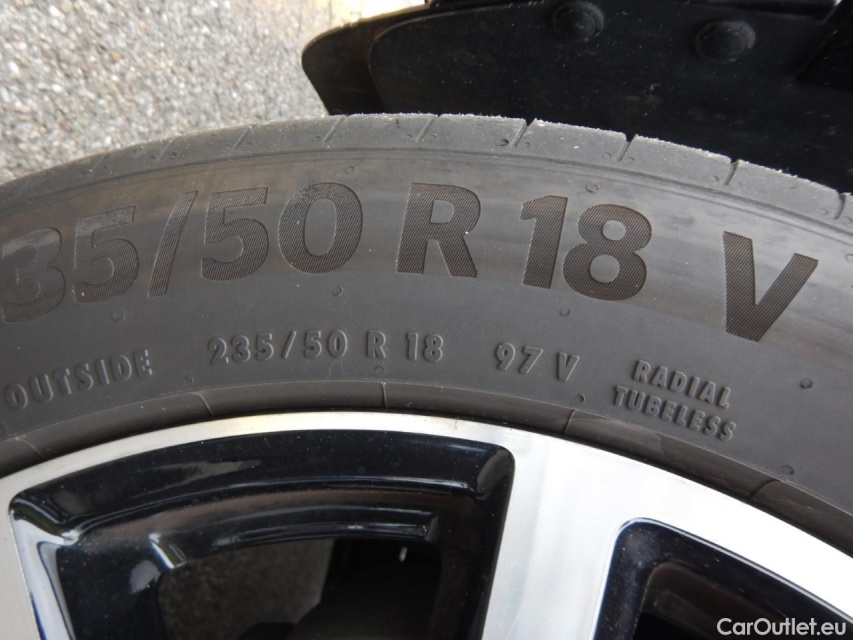 35/50 R 18 V
OUTSIDE 235/50 R 18 97 V RADIAL
TUBELESS
CarOutlet.eu